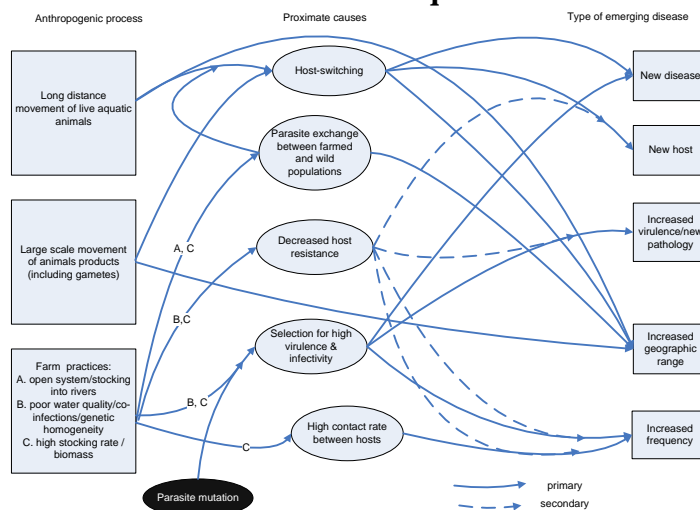 Anthropogenic process
Proximate causes
Type of emerging disease
Long distance
movement of live aquatic
animals
Large scale movement
of animals products
(including gametes)
Farm practices:
A. open system/stocking
into rivers
B. poor water quality/co-
infections/genetic
homogeneity
C. high stocking rate /
biomass
Host-switching
Parasite exchange
between farmed
and wild
populations
Decreased host
resistance
Selection for high
virulence &
infectivity
High contact rate
between hosts
Parasite mutation
A, C
B,C
B, C
C
New disease
New host
Increased
virulence/new
pathology
Increased
geographic
range
Increased
frequency
primary
secondary